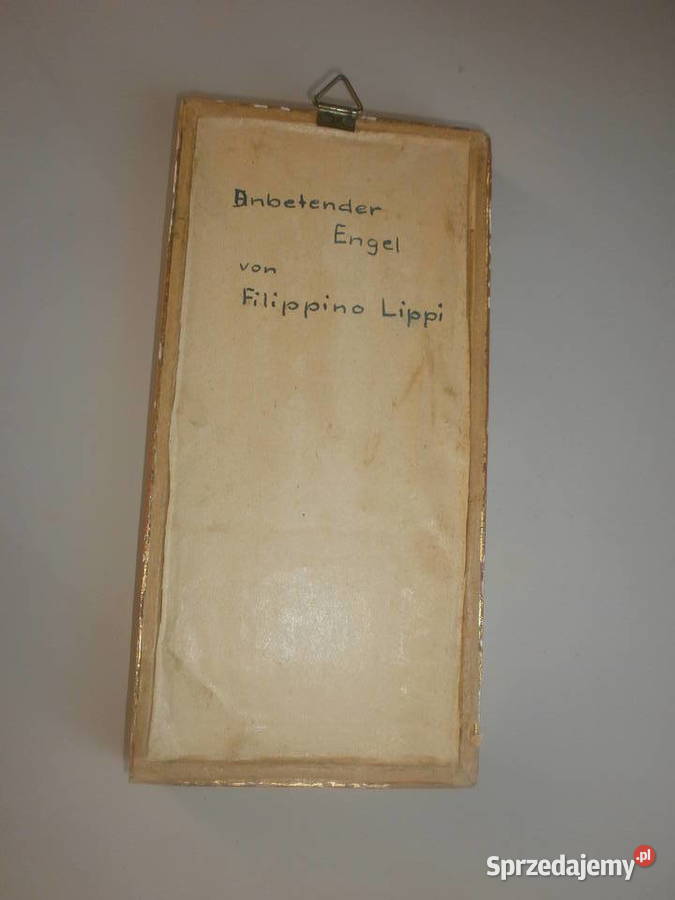 Anbetender
Engel
von
Filippino Lippi
Sprzedajemy.pl